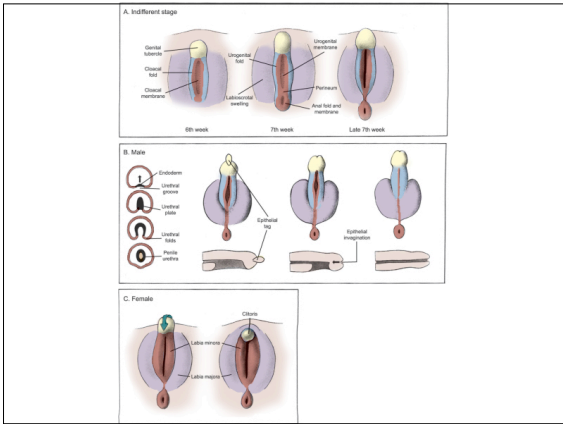 A. Indifferent stage
Genital
tubercle
Cloacal
fold
Cloacal
membrane
Urogenital
fold
Labioscrotal
swelling
Urogenital
membrane
Perineum
Anal fold and
membrane
6th week
7th week
Late 7th week
B. Male
Endoderm
Urethral
groove
Urethral
plate
Urethral
folds
Penile
urethra
Epithelial
tag
Epithelial
invagination
C. Female
Clitoris
Labia minora
Labia majora